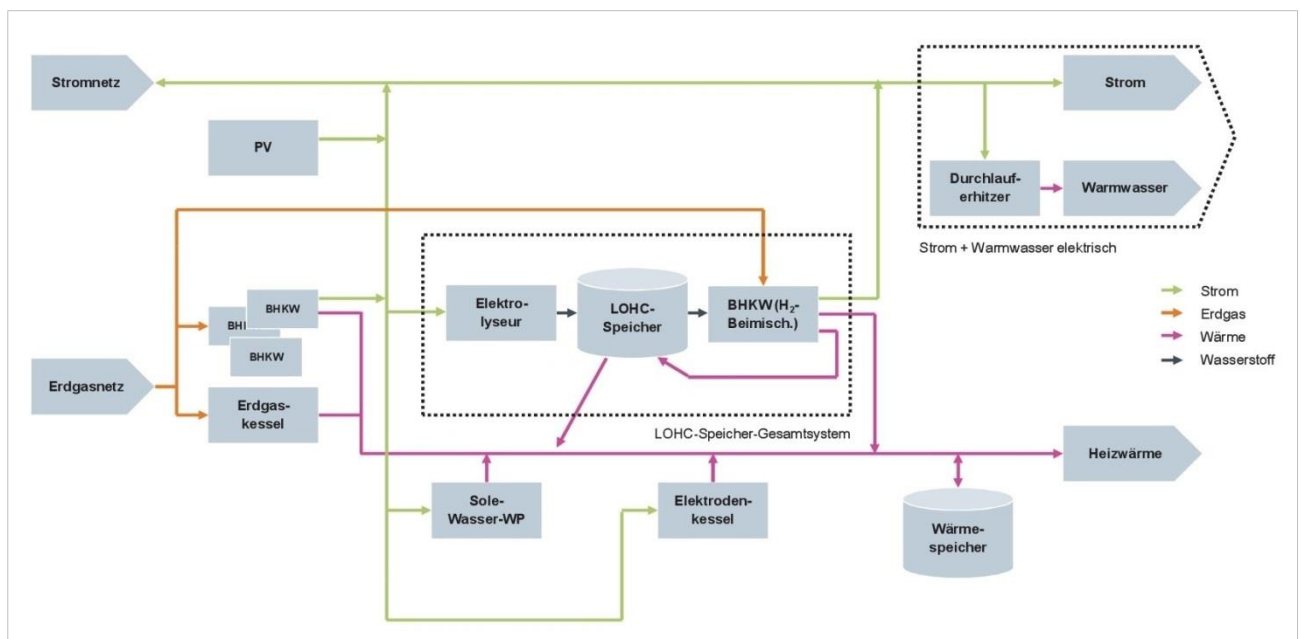 Stromnetz
Strom
PV
Durchlauf-
erhitzer
Warmwasser
Strom + Warmwasser elektrisch
Elektro-
lyseur
LOHC-
Speicher
BHKW (H₂-
Beimisch.)
Strom
Erdgas
Wärme
Wasserstoff
BHKW
BHKW
Erdgasnetz
Erdgas-
kessel
LOHC-Speicher-Gesamtsystem
Heizwärme
Sole-
Wasser-WP
Elektroden-
kessel
Wärme-
speicher